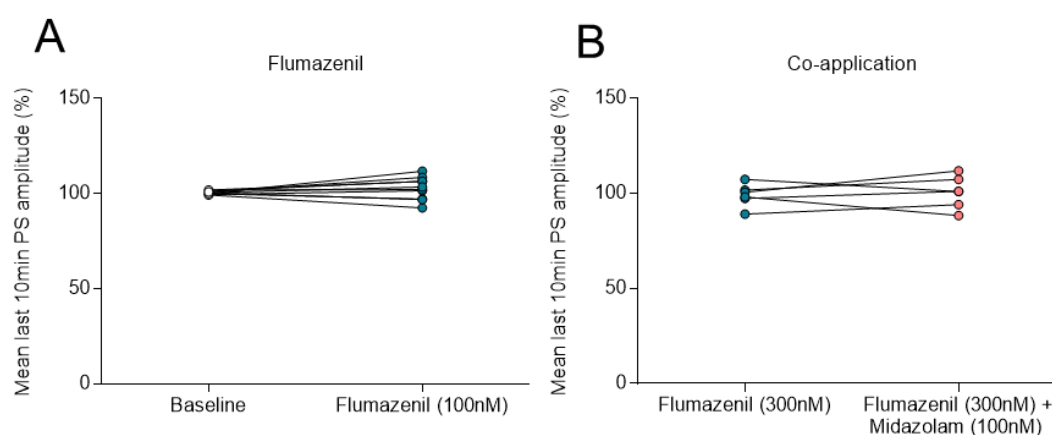 A
Flumazenil
Mean last 10min PS amplitude (%)
150
100
50
0
Baseline
Flumazenil (100nM)
B
Co-application
Mean last 10min PS amplitude (%)
150
100
50
0
Flumazenil (300nM)
Flumazenil (300nM) +
Midazolam (100nM)